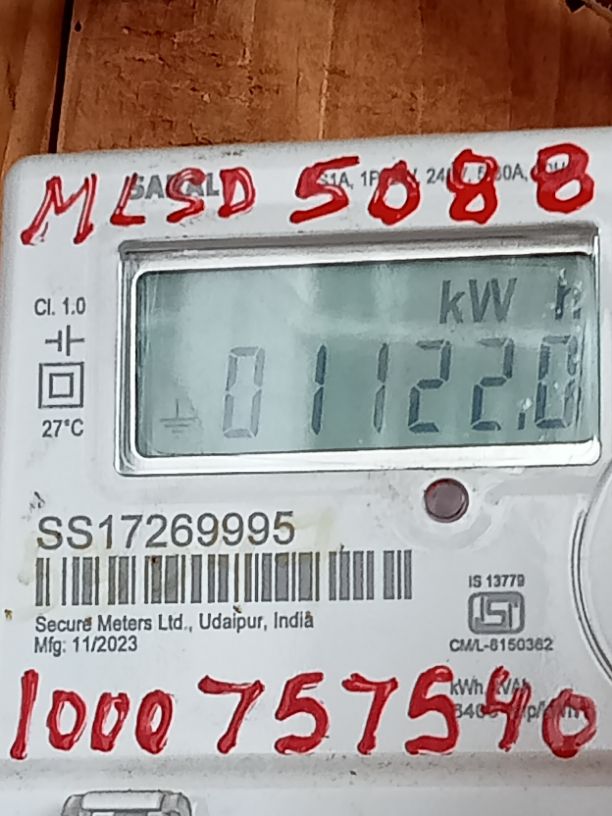 MLSD 5088
kW h
01122.0
Cl. 1.0
27°C
SS17269995
Secure Meters Ltd., Udaipur, India
Mfg: 11/2023
IS 13779
ISI
CM/L-8150362
1000757540